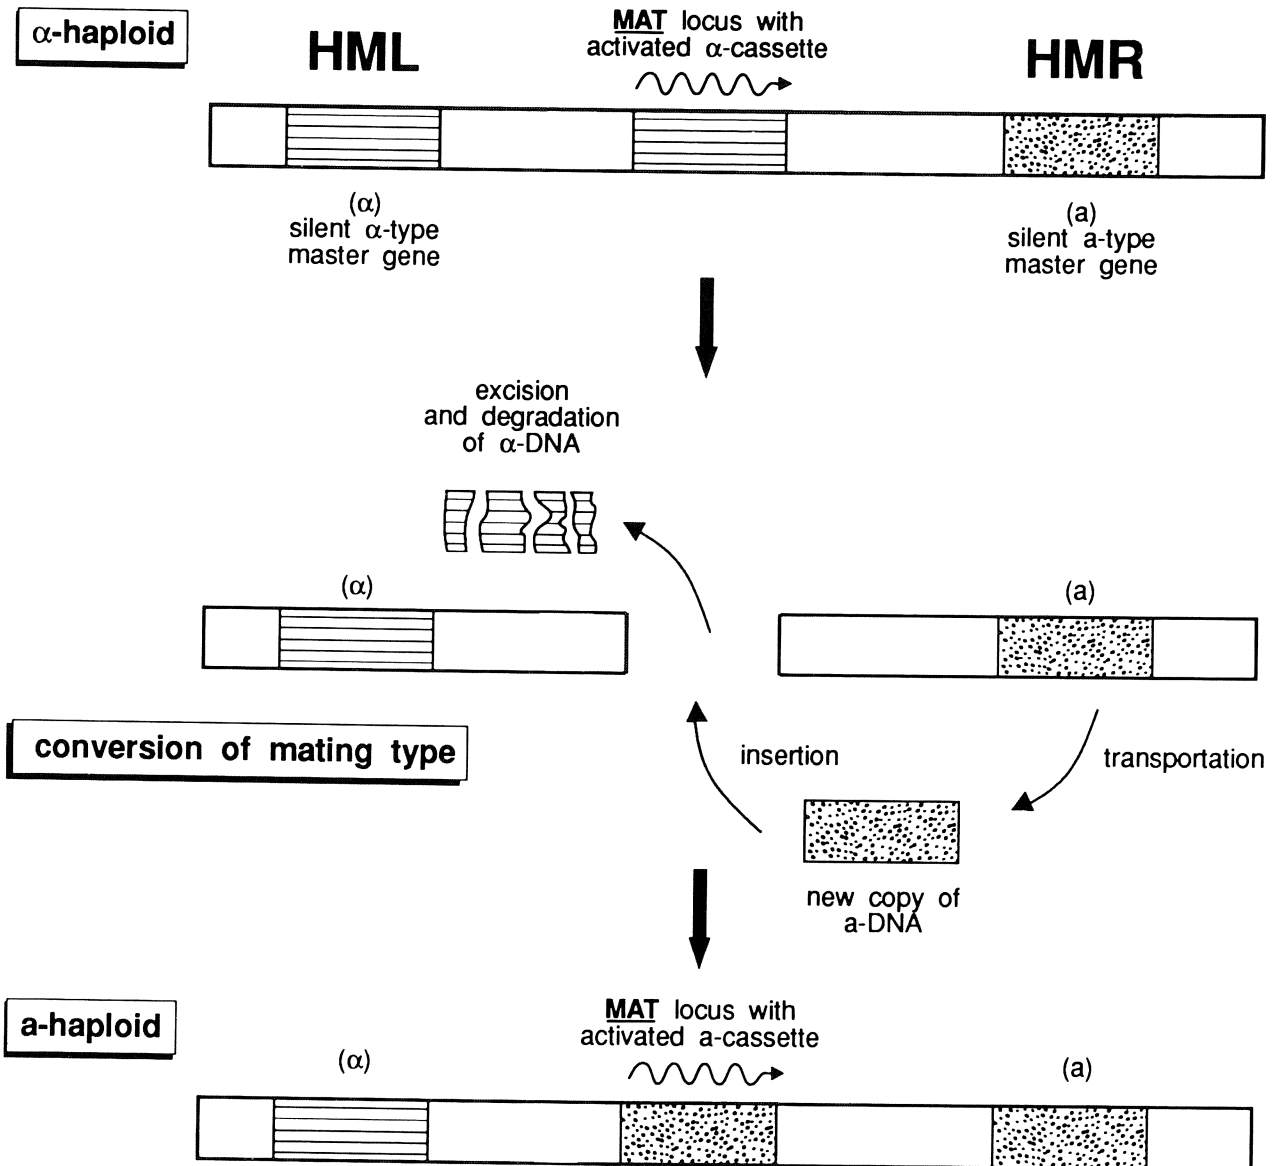 α-haploid
HML
MAT locus with
activated α-cassette
HMR
(α)
silent α-type
master gene
(a)
silent a-type
master gene
excision
and degradation
of α-DNA
(α)
(a)
conversion of mating type
insertion
transportation
new copy of
a-DNA
a-haploid
MAT locus with
activated a-cassette
(α)
(a)